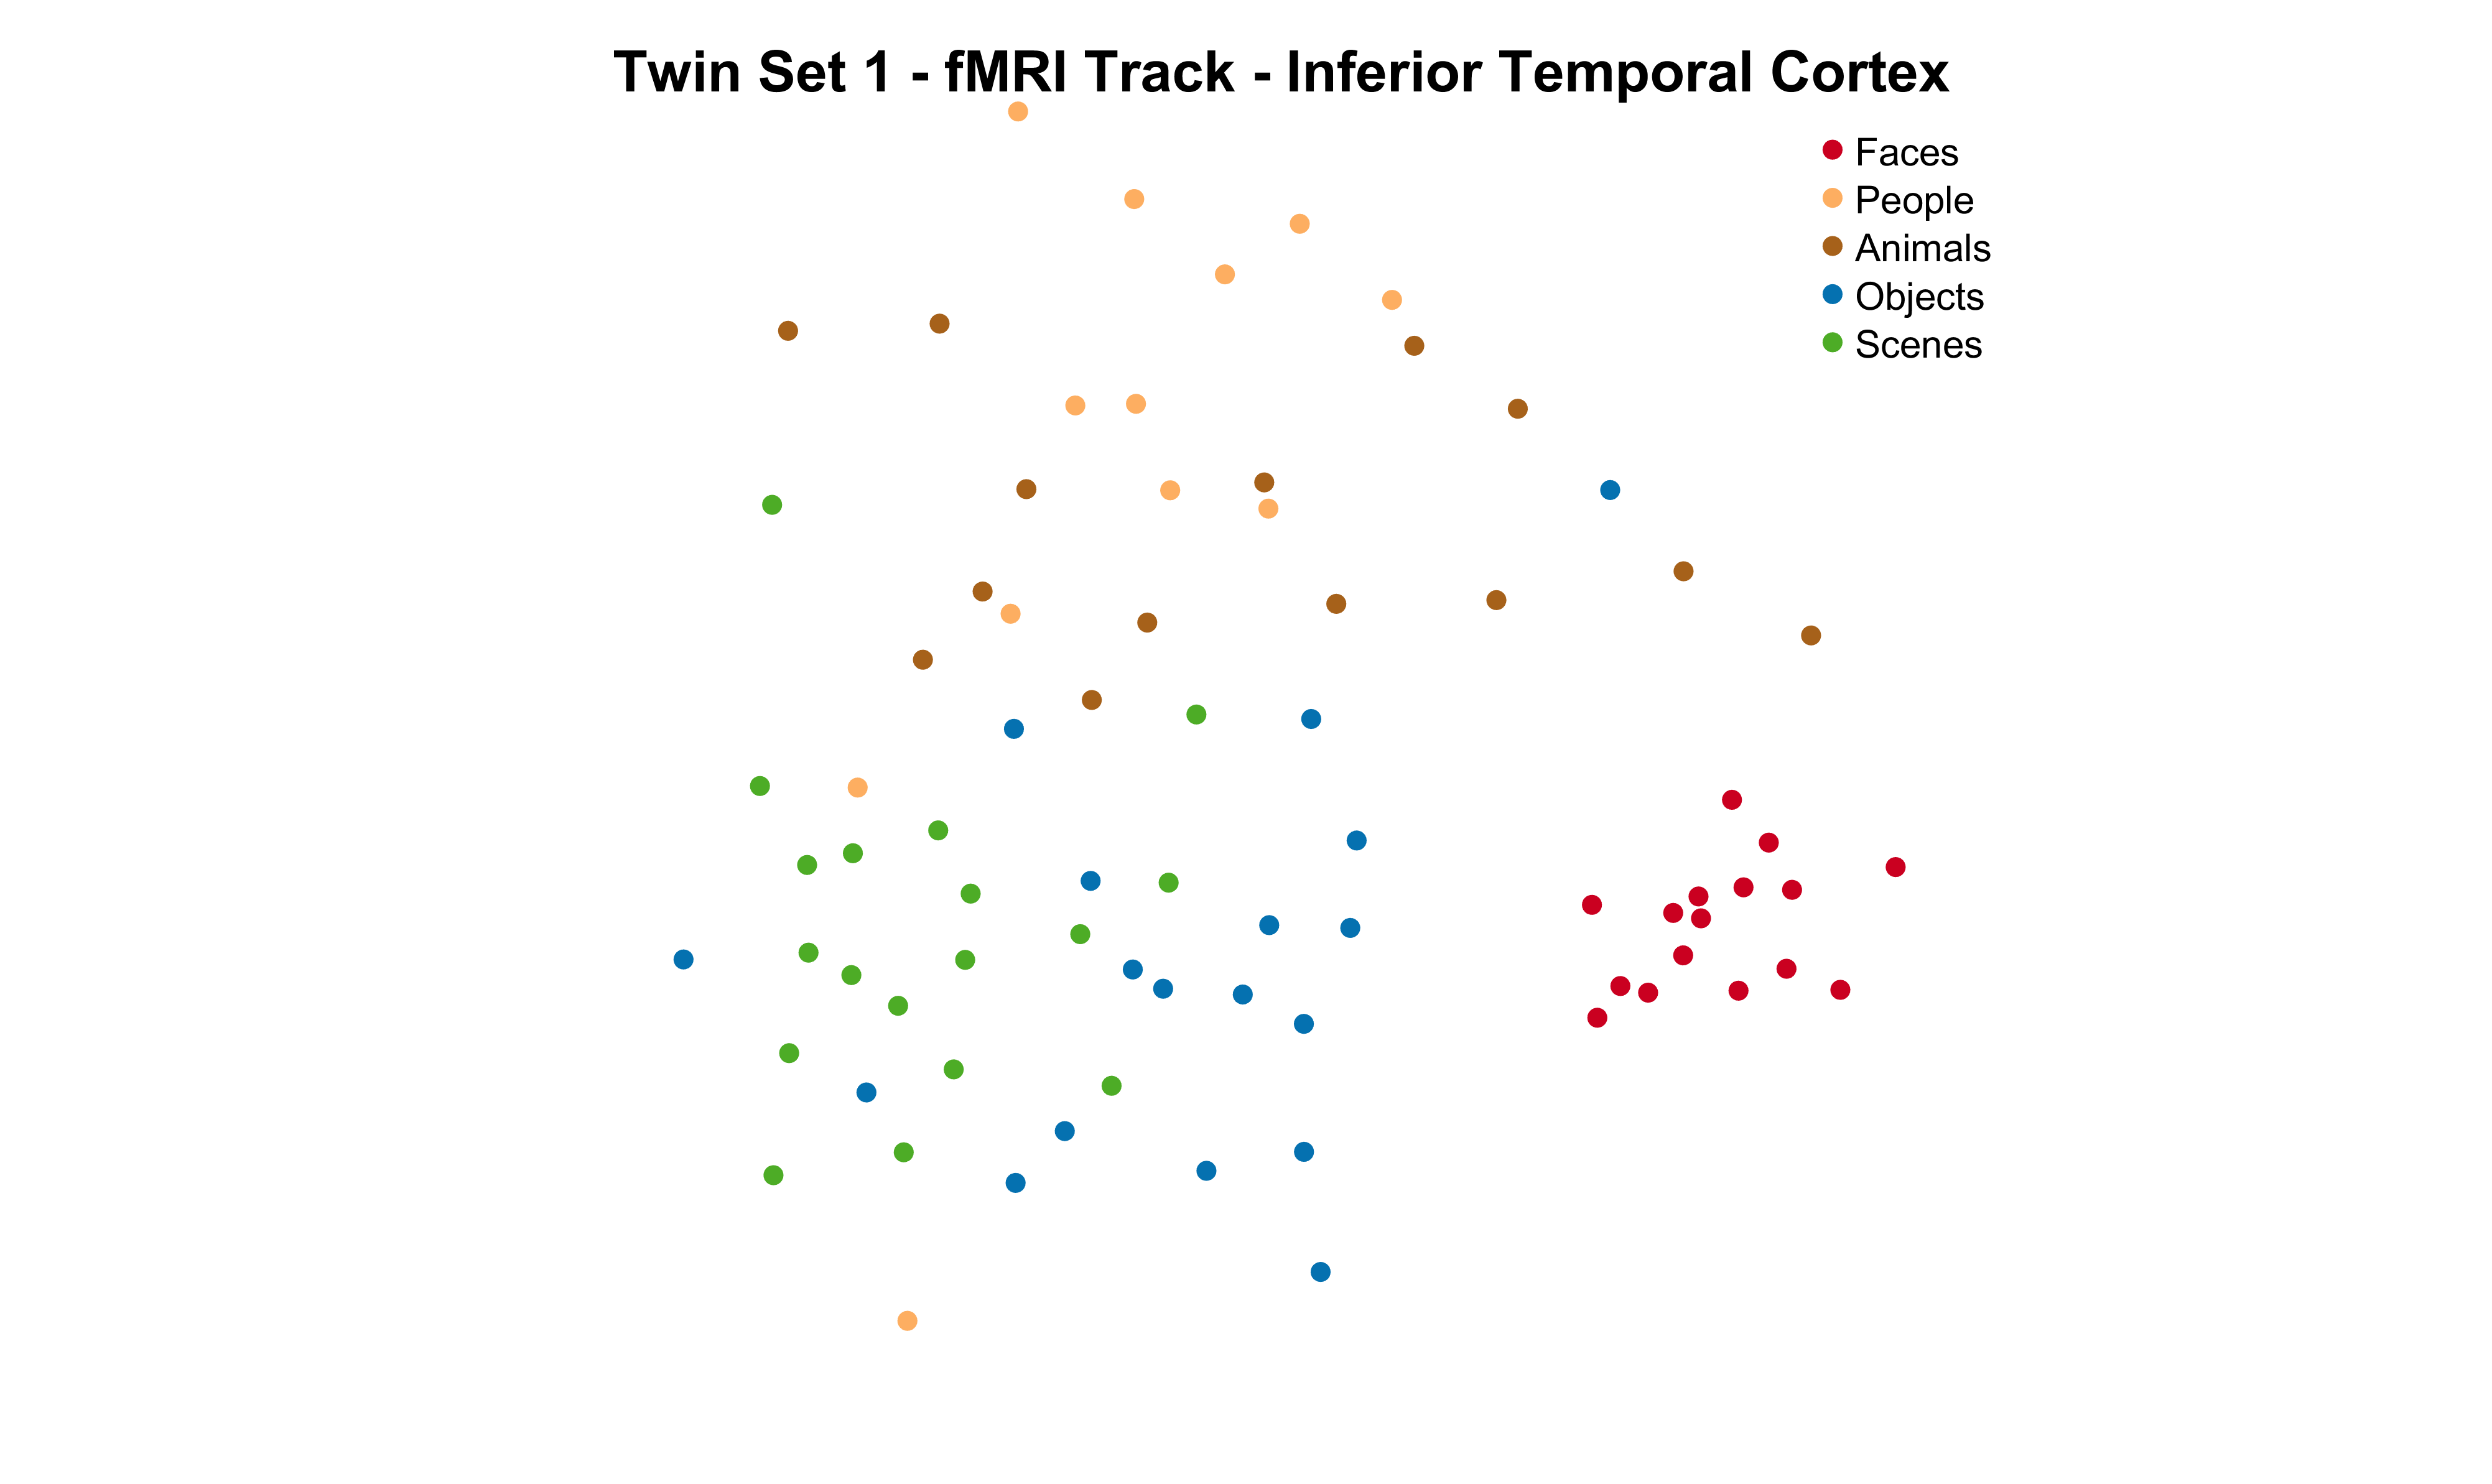 Twin Set 1 - fMRI Track - Inferior Temporal Cortex
Faces
People
Animals
Objects
Scenes